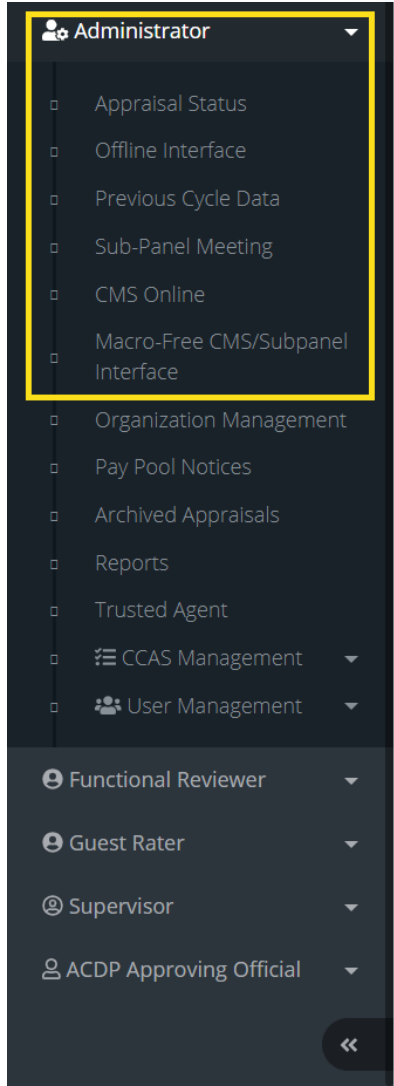 Administrator
Appraisal Status
Offline Interface
Previous Cycle Data
Sub-Panel Meeting
CMS Online
Macro-Free CMS/Subpanel
Interface
Organization Management
Pay Pool Notices
Archived Appraisals
Reports
Trusted Agent
CCAS Management
User Management
Functional Reviewer
Guest Rater
Supervisor
ACDP Approving Official